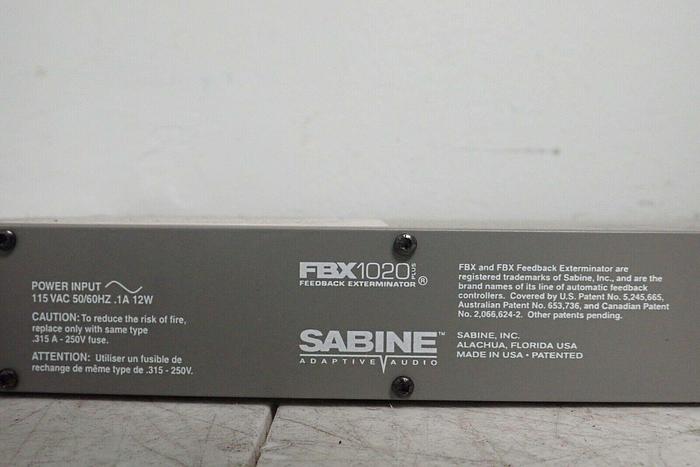 POWER INPUT
115 VAC 50/60HZ .1A 12W
CAUTION: To reduce the risk of fire,
replace only with same type
.315 A - 250V fuse.
ATTENTION: Utiliser un fusible de
rechange de même type de .315 - 250V.
FBX1020 PLUS
FEEDBACK EXTERMINATOR ®
SABINE™
ADAPTIVE AUDIO
FBX and FBX Feedback Exterminator are
registered trademarks of Sabine, Inc., and are the
brand names of its line of automatic feedback
controllers. Covered by U.S. Patent No. 5,245,665,
Australian Patent No. 653,736, and Canadian Patent
No. 2,066,624-2. Other patents pending.
SABINE, INC.
ALACHUA, FLORIDA USA
MADE IN USA • PATENTED